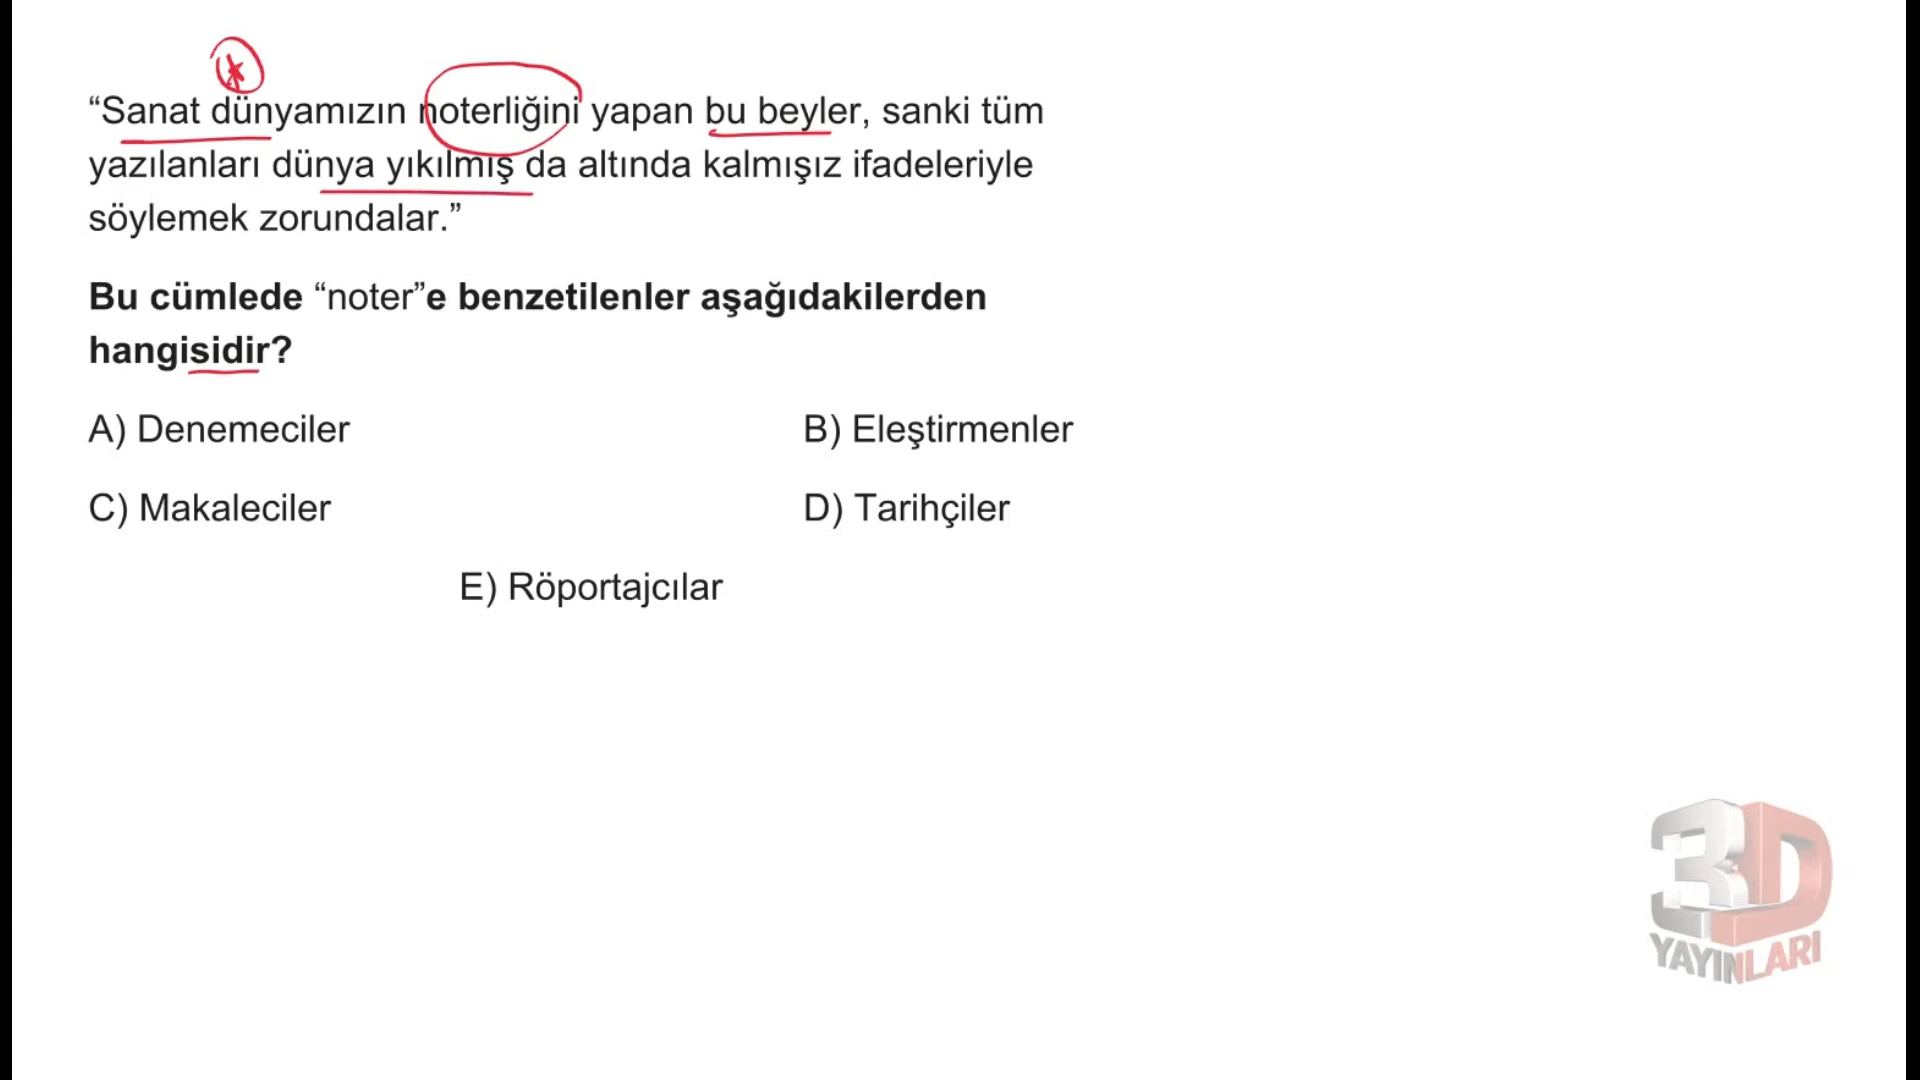 “Sanat dünyamızın noterliğini yapan bu beyler, sanki tüm
yazılanları dünya yıkılmış da altında kalmışız ifadeleriyle
söylemek zorundalar.”
Bu cümlede “noter”e benzetilenler aşağıdakilerden
hangisidir?
A) Denemeciler
B) Eleştirmenler
C) Makaleciler
D) Tarihçiler
E) Röportajcılar
3D
YAYINLARI